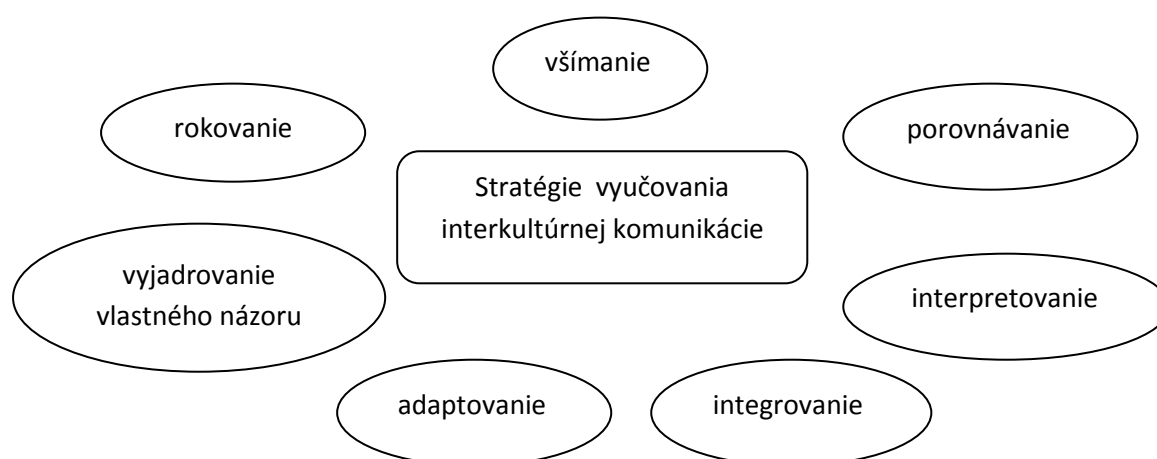 všímanie
rokovanie
porovnávanie
Stratégie vyučovania
interkultúrnej komunikácie
vyjadrovanie
vlastného názoru
interpretovanie
adaptovanie
integrovanie